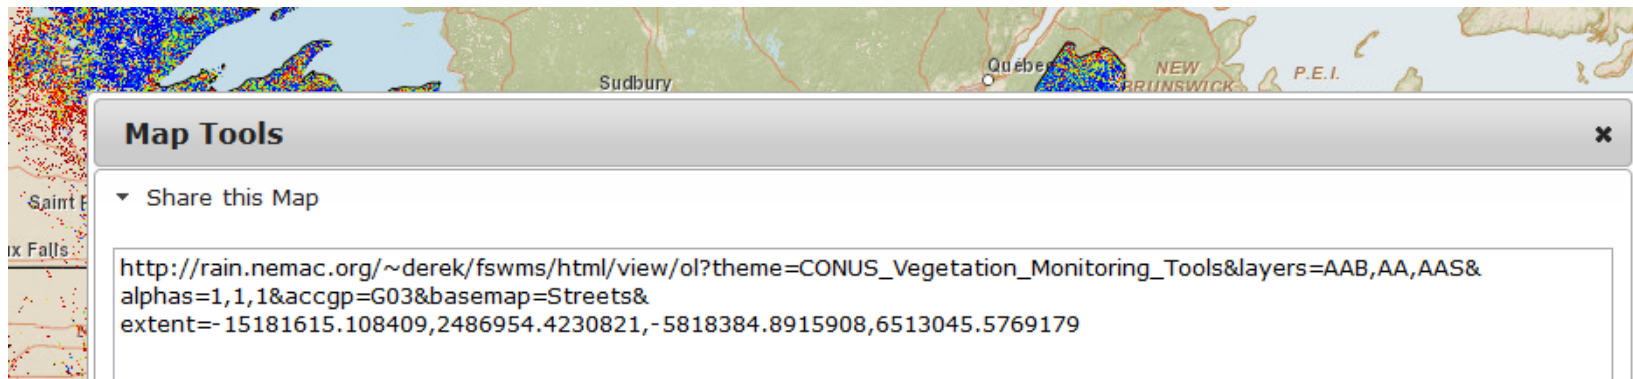 Sudbury
Québec
NEW
BRUNSWICK
P.E.I.
Map Tools
Share this Map
Saint
x Falls
http://rain.nemac.org/~derek/fswms/html/view/ol?theme=CONUS_Vegetation_Monitoring_Tools&layers=AAB,AA,AAS&
alphas=1,1,1&accgp=G03&basemap=Streets&
extent=-15181615.108409,2486954.4230821,-5818384.8915908,6513045.5769179